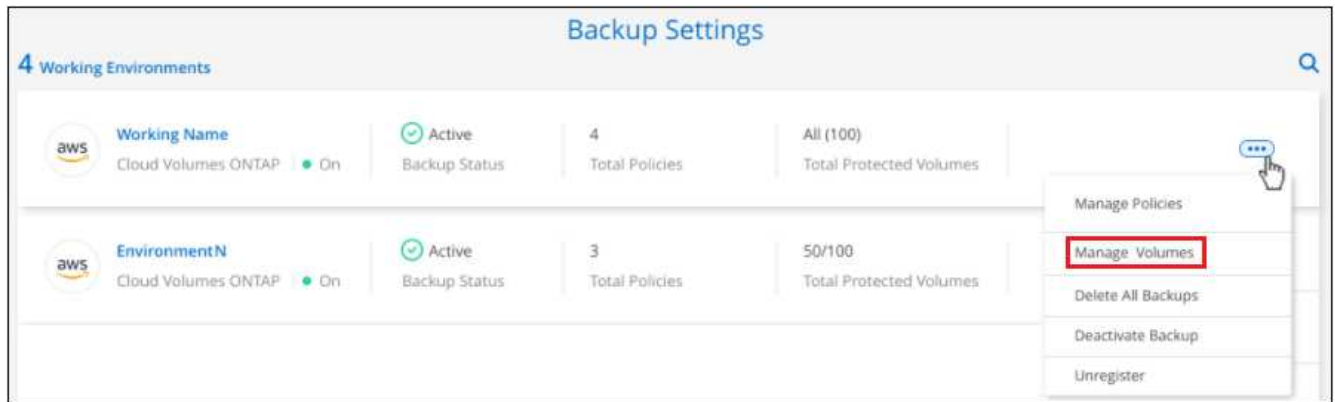 Backup Settings
4 Working Environments
aws
Working Name
Cloud Volumes ONTAP
On
Active
Backup Status
4
Total Policies
All (100)
Total Protected Volumes
Manage Policies
Manage Volumes
Delete All Backups
Deactivate Backup
Unregister
aws
EnvironmentN
Cloud Volumes ONTAP
On
Active
Backup Status
3
Total Policies
50/100
Total Protected Volumes